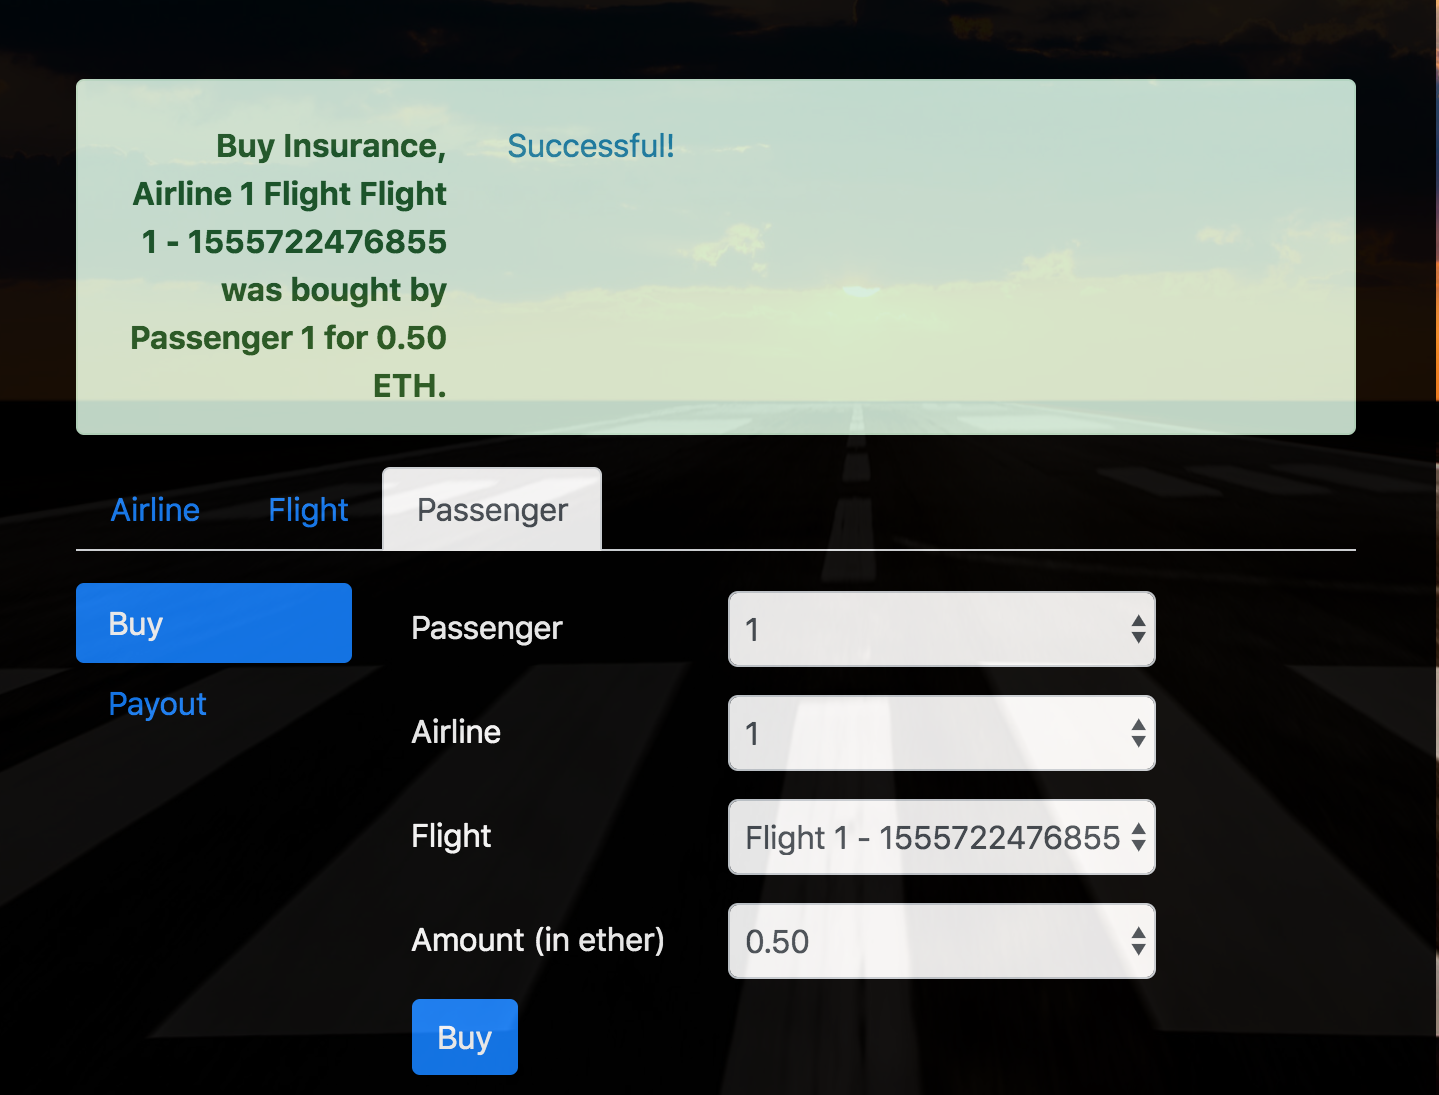 Buy Insurance,
Successful!
Airline 1 Flight Flight
1 - 1555722476855
was bought by
Passenger 1 for 0.50
ETH.
Airline
Flight
Passenger
Buy
Payout
Passenger
1
Airline
1
Flight
Flight 1 - 1555722476855
Amount (in ether)
0.50
Buy